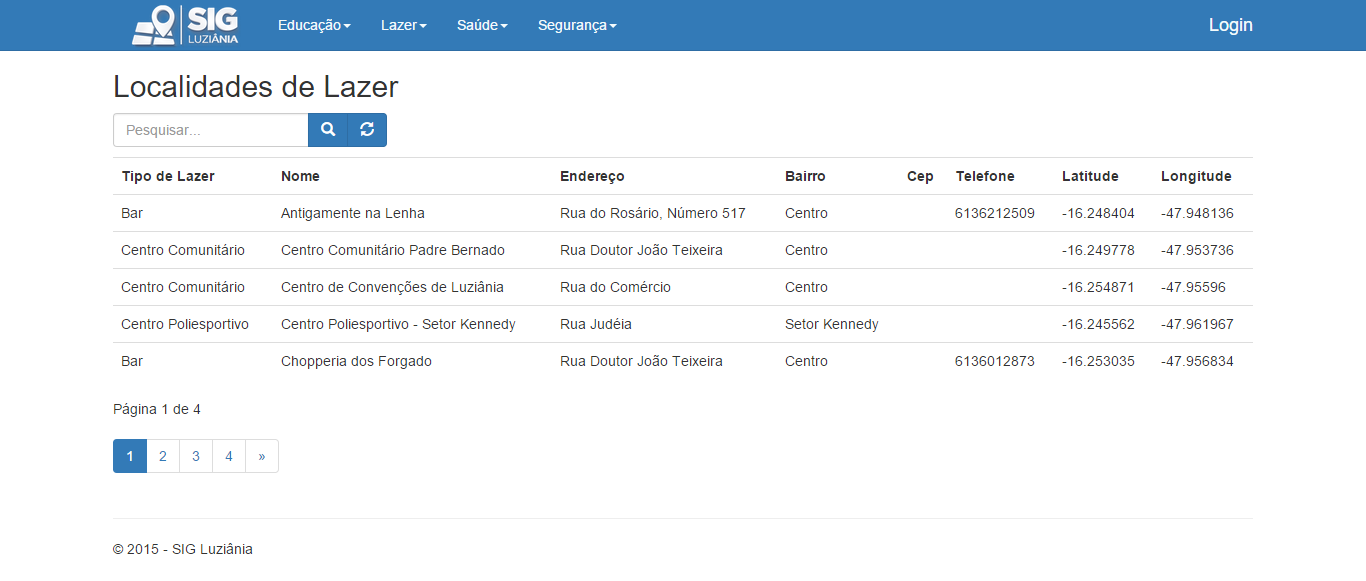 SIG LUZIÂNIA Educação Lazer Saúde Segurança Login
Localidades de Lazer
Pesquisar...
Tipo de Lazer Nome Endereço Bairro Cep Telefone Latitude Longitude
Bar Antigamente na Lenha Rua do Rosário, Número 517 Centro 6136212509 -16.248404 -47.948136
Centro Comunitário Centro Comunitário Padre Bernado Rua Doutor João Teixeira Centro -16.249778 -47.953736
Centro Comunitário Centro de Convenções de Luziânia Rua do Comércio Centro -16.254871 -47.95596
Centro Poliesportivo Centro Poliesportivo - Setor Kennedy Rua Judéia Setor Kennedy -16.245562 -47.961967
Bar Chopperia dos Forgado Rua Doutor João Teixeira Centro 6136012873 -16.253035 -47.956834
Página 1 de 4
1 2 3 4 »
© 2015 - SIG Luziânia